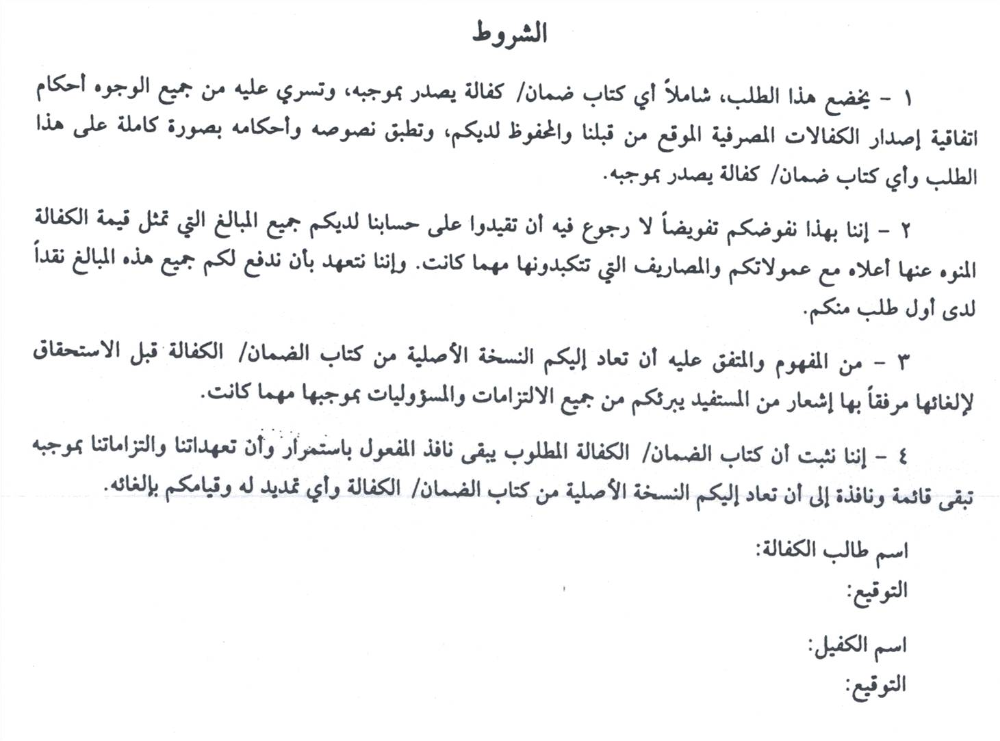 الشروط
١ - يخضع هذا الطلب، شاملاً أي كتاب ضمان/ كفالة يصدر بموجبه، وتسري عليه من جميع الوجوه أحكام
اتفاقية إصدار الكفالات المصرفية الموقع من قبلنا والمحفوظ لديكم، وتطبق نصوصه وأحكامه بصورة كاملة على هذا
الطلب وأي كتاب ضمان/ كفالة يصدر بموجبه.
٢ - إننا بهذا نفوضكم تفويضاً لا رجوع فيه أن تقيدوا على حسابنا لديكم جميع المبالغ التي تمثل قيمة الكفالة
المنوه عنها أعلاه مع عمولاتكم والمصاريف التي تتكبدونها مهما كانت. وإننا نتعهد بأن ندفع لكم جميع هذه المبالغ نقداً
لدى أول طلب منكم.
٣ - من المفهوم والمتفق عليه أن تعاد إليكم النسخة الأصلية من كتاب الضمان/ الكفالة قبل الاستحقاق
لإلغائها مرفقاً بها إشعار من المستفيد يبرئكم من جميع الالتزامات والمسؤوليات بموجبها مهما كانت.
٤ - إننا نثبت أن كتاب الضمان/ الكفالة المطلوب يبقى نافذ المفعول باستمرار وأن تعهداتنا والتزاماتنا بموجبه
تبقى قائمة ونافذة إلى أن تعاد إليكم النسخة الأصلية من كتاب الضمان/ الكفالة وأي تمديد له وقيامكم بإلغائه.
اسم طالب الكفالة:
التوقيع:
اسم الكفيل:
التوقيع: